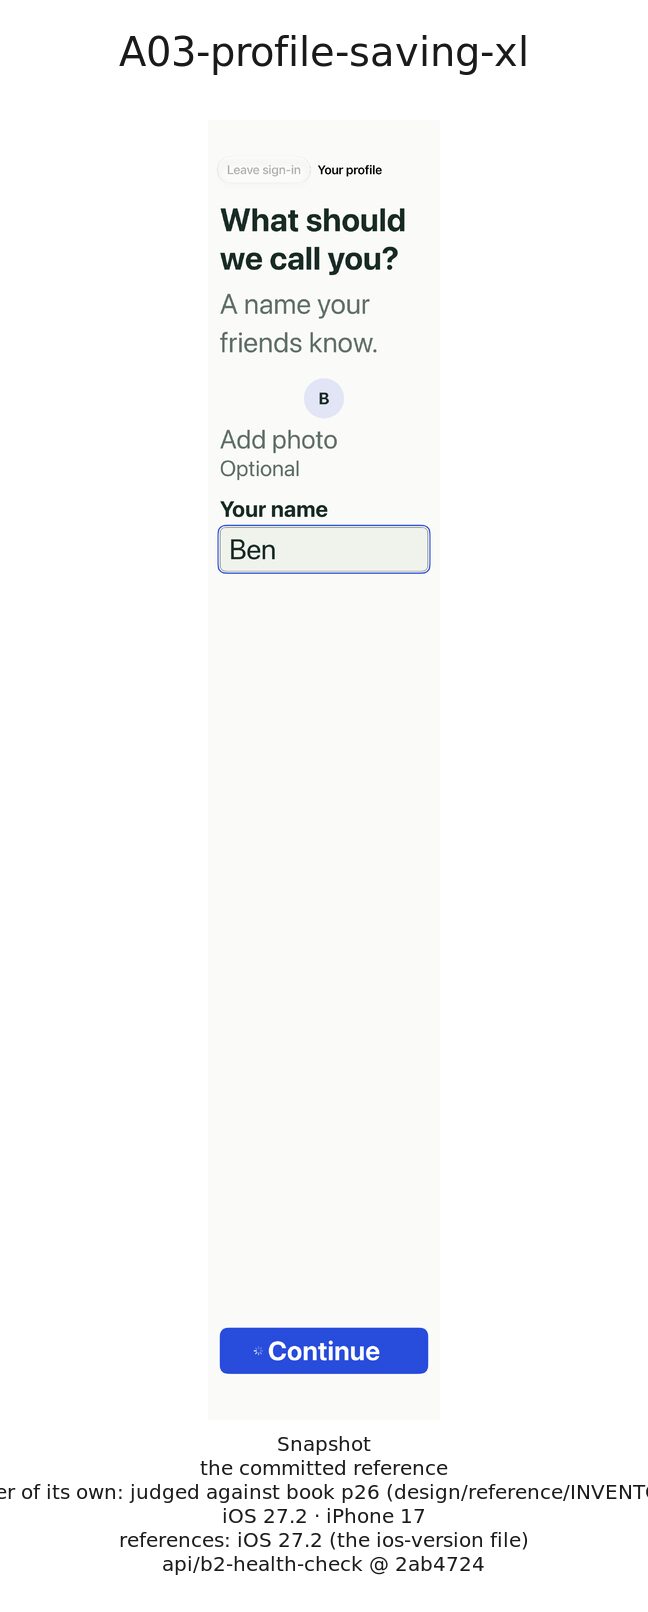 A03-profile-saving-xl
Leave sign-in Your profile
What should
we call you?
A name your
friends know.
B
Add photo
Optional
Your name
Ben
Continue
Snapshot
the committed reference
er of its own: judged against book p26 (design/reference/INVENTO
iOS 27.2 · iPhone 17
references: iOS 27.2 (the ios-version file)
api/b2-health-check @ 2ab4724